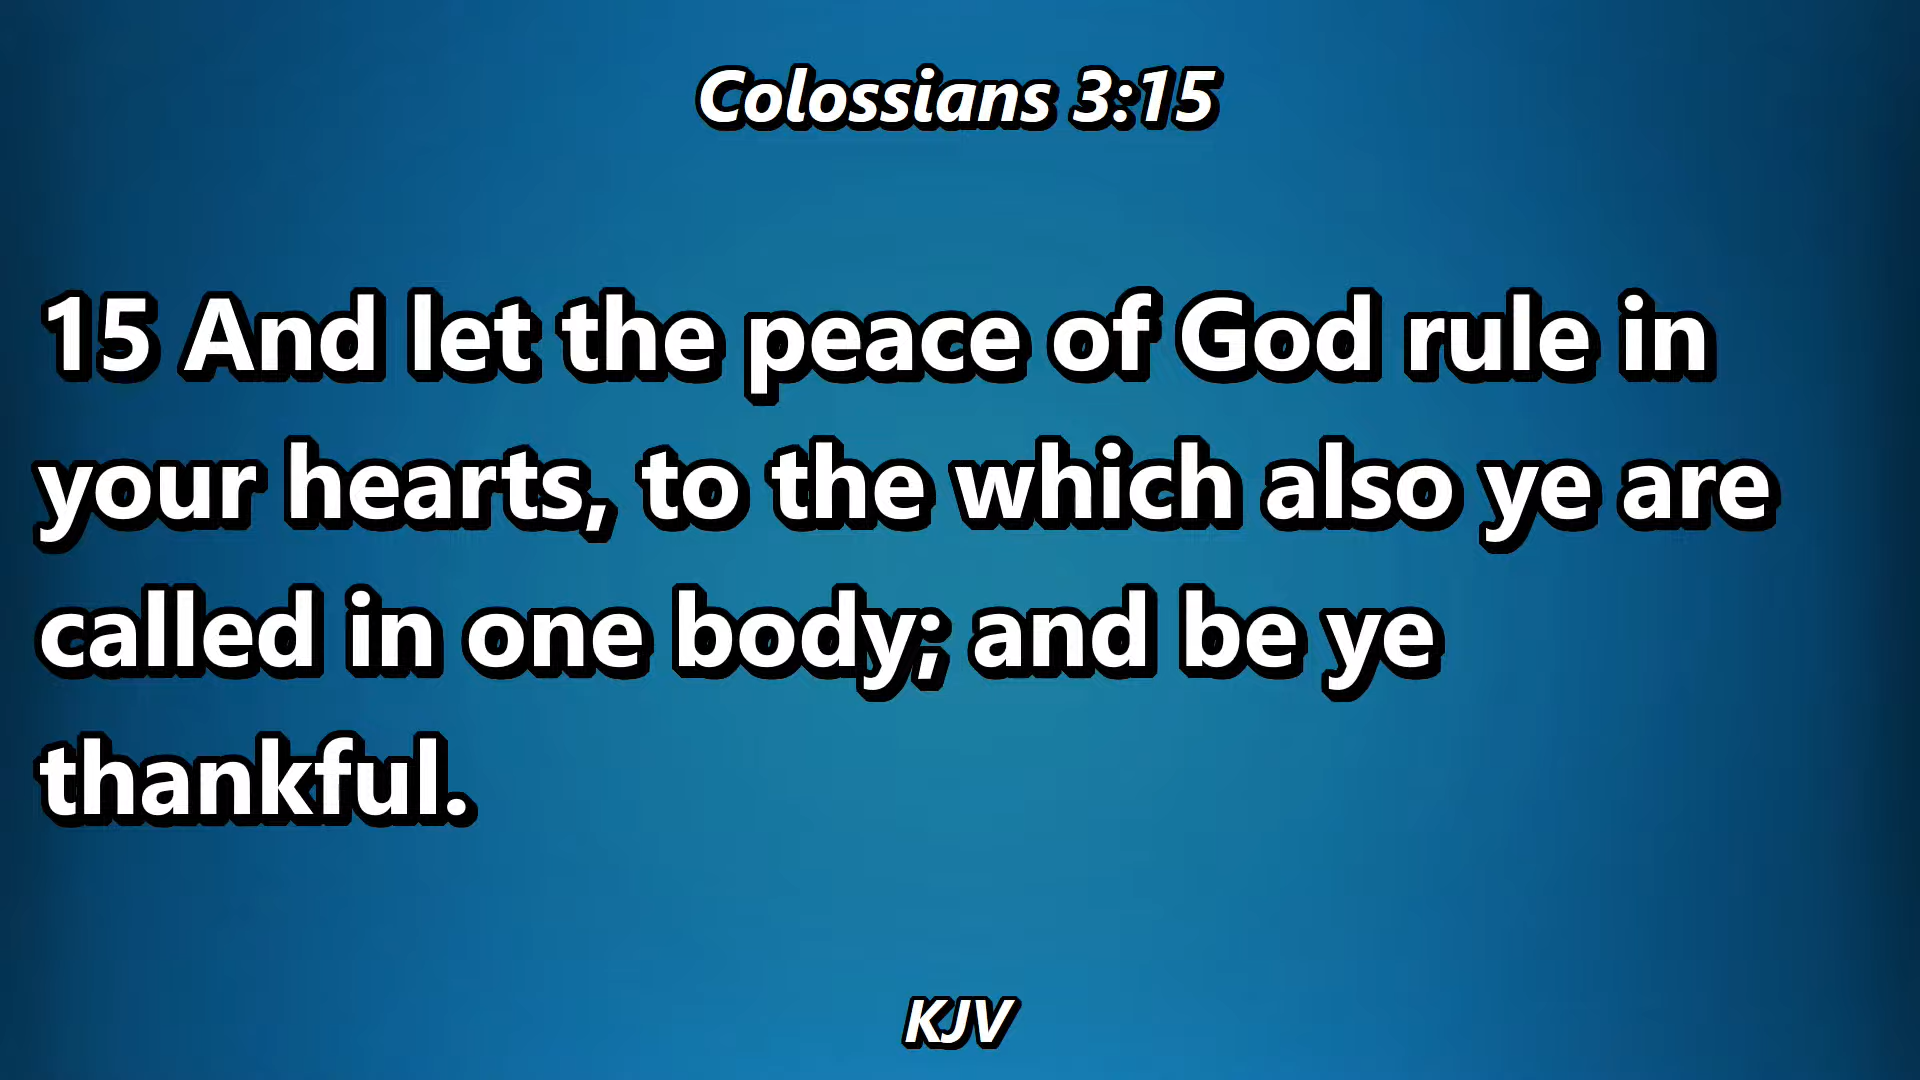 Colossians 3:15
15 And let the peace of God rule in
your hearts, to the which also ye are
called in one body; and be ye
thankful.
KJV